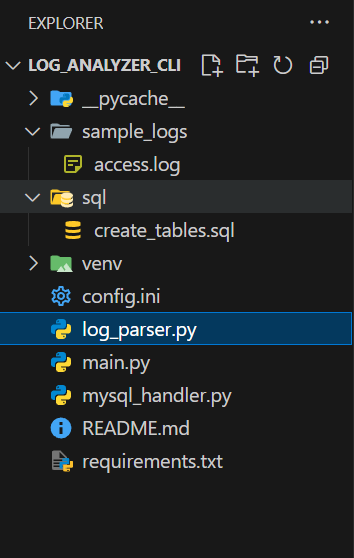 EXPLORER
LOG_ANALYZER_CLI
__pycache__
sample_logs
access.log
sql
create_tables.sql
venv
config.ini
log_parser.py
main.py
mysql_handler.py
README.md
requirements.txt